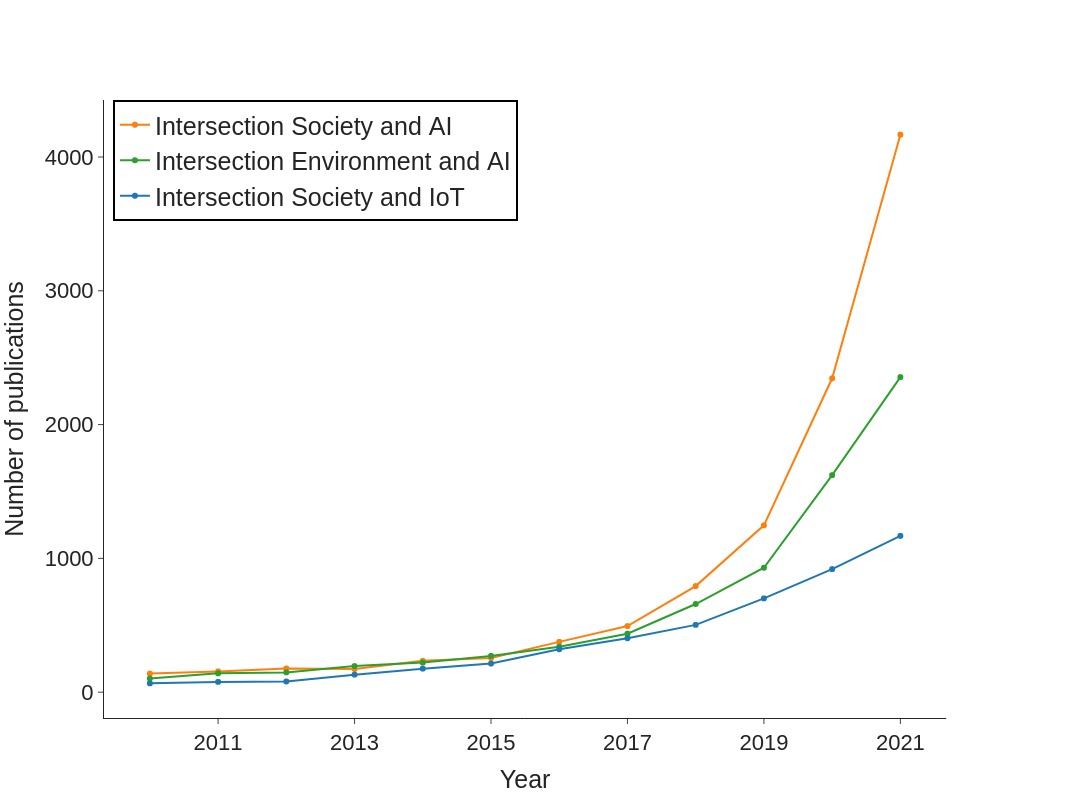 Intersection Society and AI
Intersection Environment and AI
Intersection Society and IoT
Number of publications
4000
3000
2000
1000
0
2011 2013 2015 2017 2019 2021
Year